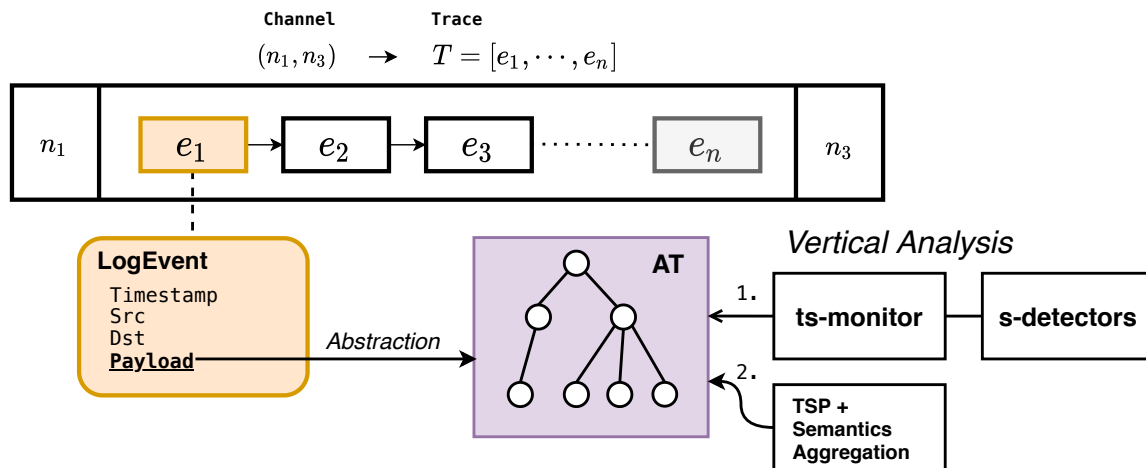 Channel Trace
(n₁, n₃) → T = [e₁, ⋯, eₙ]
n₁ e₁ e₂ e₃ eₙ n₃
LogEvent
Timestamp
Src
Dst
Payload
Abstraction
AT
Vertical Analysis
1.
ts-monitor
s-detectors
2.
TSP +
Semantics
Aggregation